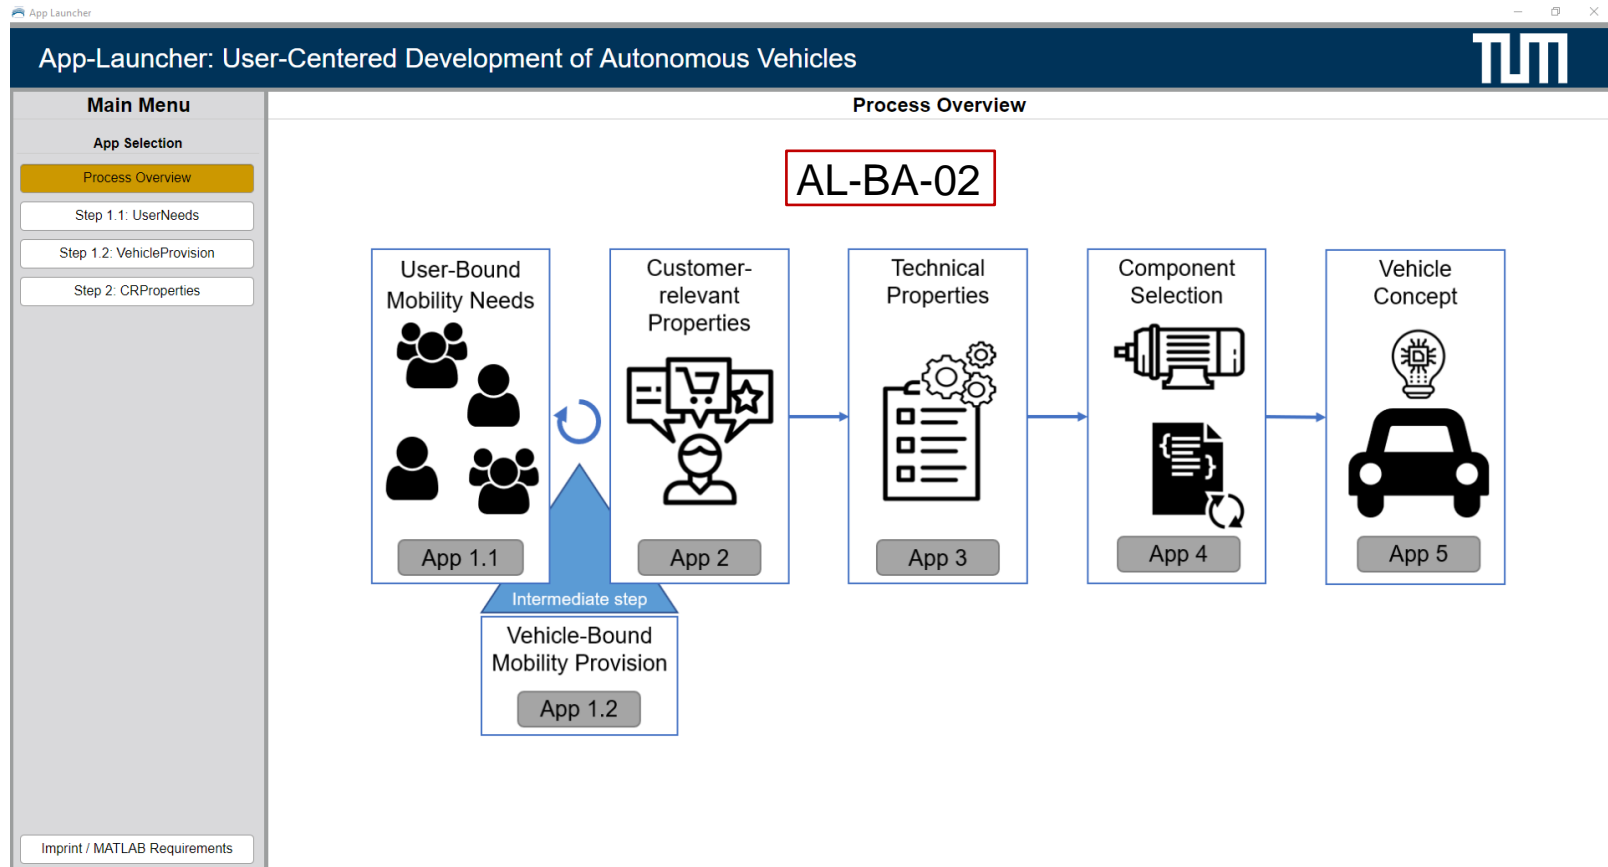 App Launcher
App-Launcher: User-Centered Development of Autonomous Vehicles
TUM
Main Menu
App Selection
Process Overview
Step 1.1: UserNeeds
Step 1.2: VehicleProvision
Step 2: CRProperties
Imprint / MATLAB Requirements
Process Overview
AL-BA-02
User-Bound
Mobility Needs
App 1.1
Customer-
relevant
Properties
App 2
Technical
Properties
App 3
Component
Selection
App 4
Vehicle
Concept
App 5
Intermediate step
Vehicle-Bound
Mobility Provision
App 1.2